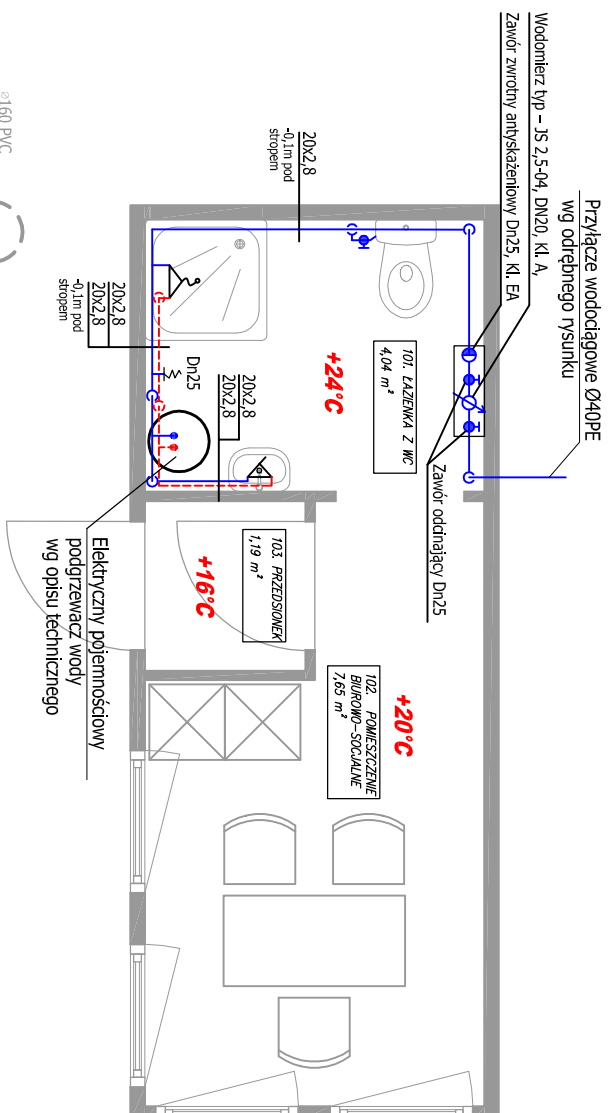 Przyłącze wodociągowe Ø40PE
wg odrębnego rysunku
Wodomierz typ – JS 2,5-04, DN20, Kl. A,
Zawór zwrotny antyskażeniowy Dn25, Kl. EA
Zawór odcinający Dn25
20x2,8
-0,1m pod
stropem
101. ŁAZIENKA Z WC
4,04 m²
+24°C
Dn25
20x2,8
20x2,8
20x2,8
20x2,8
-0,1m pod
stropem
103. PRZEDSIONEK
1,19 m²
+16°C
102. POMIESZCZENIE
BIUROWO-SOCJALNE
7,65 m²
+20°C
Elektryczny pojemnościowy
podgrzewacz wody
wg opisu technicznego
ø160 PVC